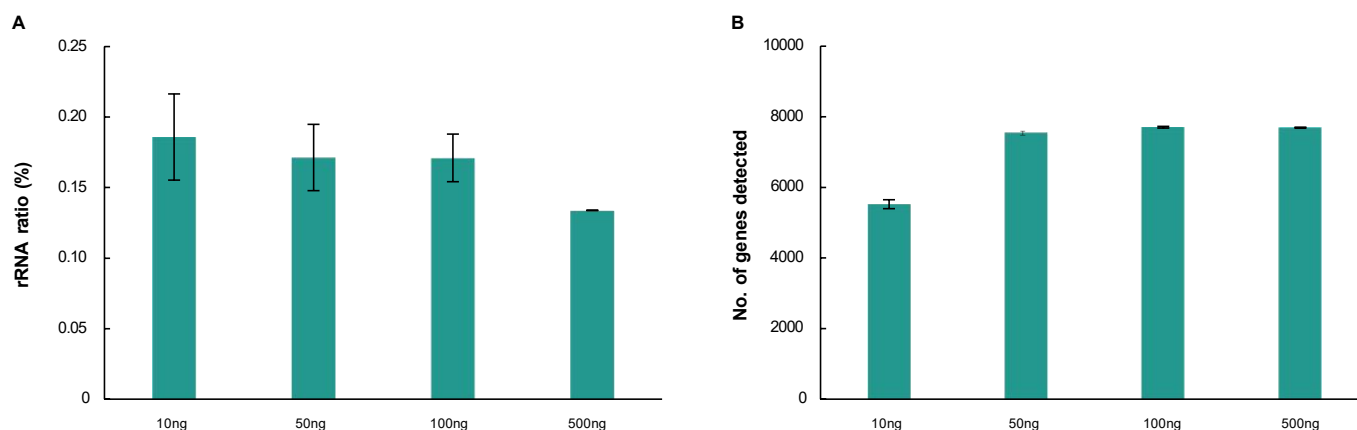 A
rRNA ratio (%)
0.25
0.20
0.15
0.10
0.05
0
10ng 50ng 100ng 500ng
B
No. of genes detected
10000
8000
6000
4000
2000
0
10ng 50ng 100ng 500ng